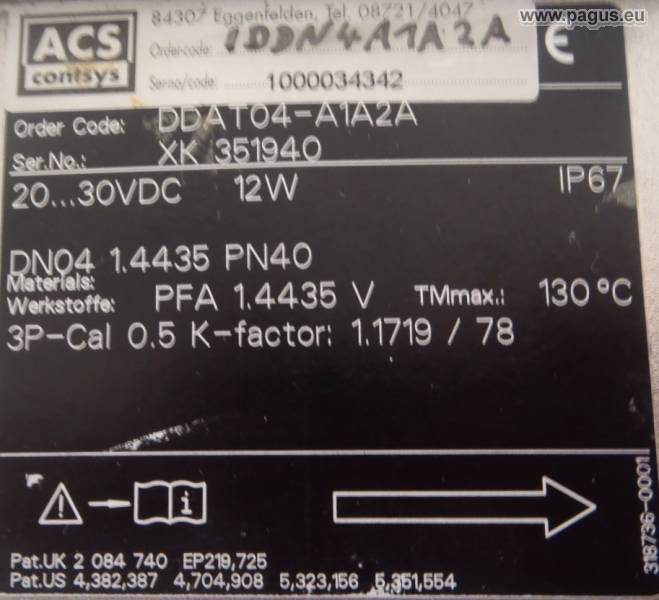 www.pagus.eu
84307 Eggenfelden, Tel. 08721/4047
ACS
contsys
Order-code: 1DDN4A1A2A
Ser-no/code: 1000034342
Order Code: DDAT04-A1A2A
Ser.No.: XK 351940
20...30VDC 12W IP67
DN04 1.4435 PN40
Materials:
Werkstoffe: PFA 1.4435 V TMmax.: 130 °C
3P-Cal 0.5 K-factor: 1.1719 / 78
Pat.UK 2 084 740 EP219,725
Pat.US 4,382,387 4,704,908 5,323,156 5,351,554
318736-0001